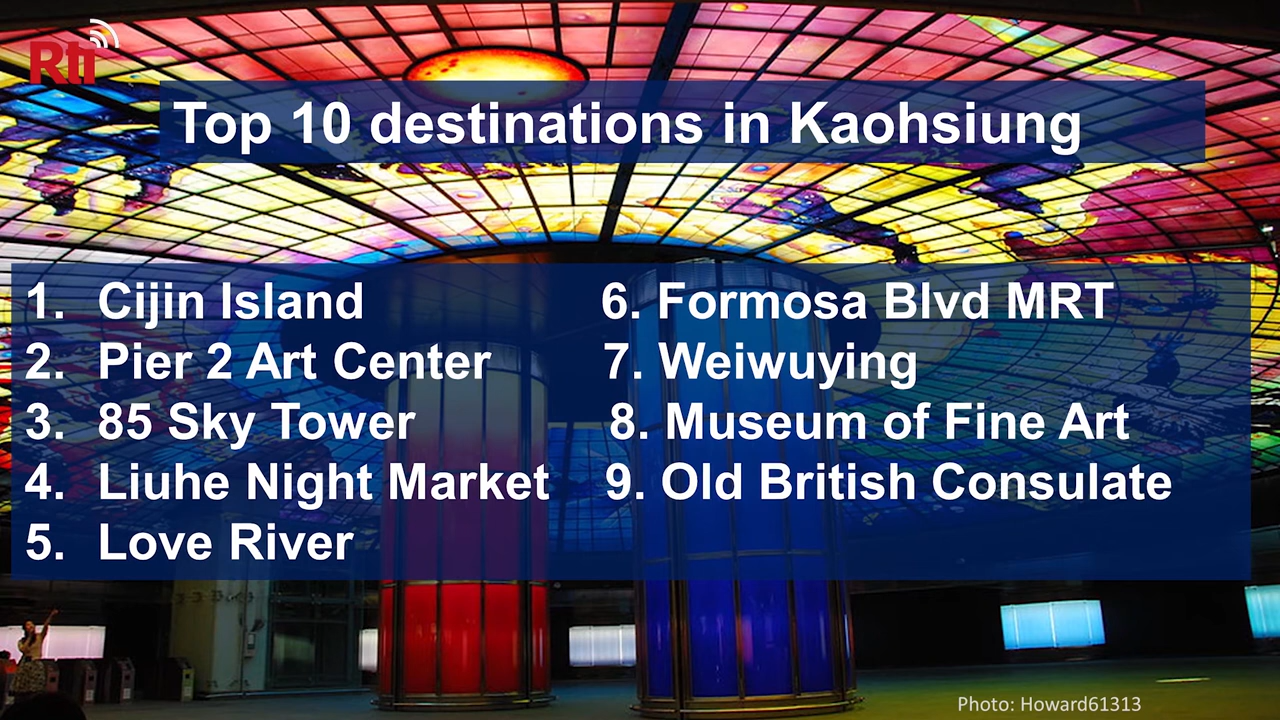 Rti
Top 10 destinations in Kaohsiung
1. Cijin Island
2. Pier 2 Art Center
3. 85 Sky Tower
4. Liuhe Night Market
5. Love River
6. Formosa Blvd MRT
7. Weiwuying
8. Museum of Fine Art
9. Old British Consulate
Photo: Howard61313